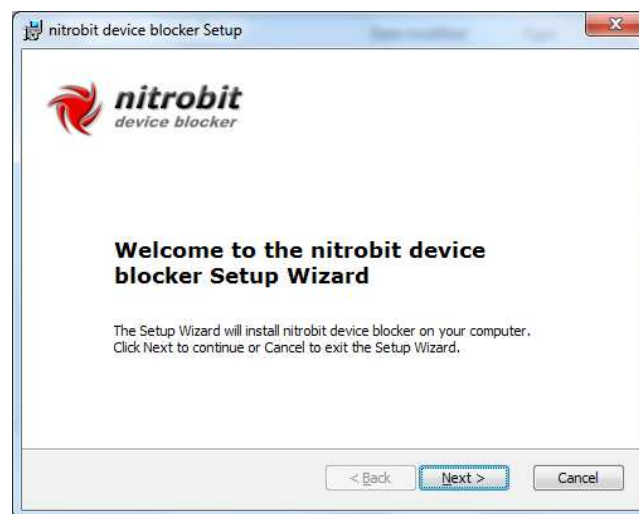 nitrobit device blocker Setup
nitrobit
device blocker
Welcome to the nitrobit device
blocker Setup Wizard
The Setup Wizard will install nitrobit device blocker on your computer.
Click Next to continue or Cancel to exit the Setup Wizard.
< Back Next > Cancel